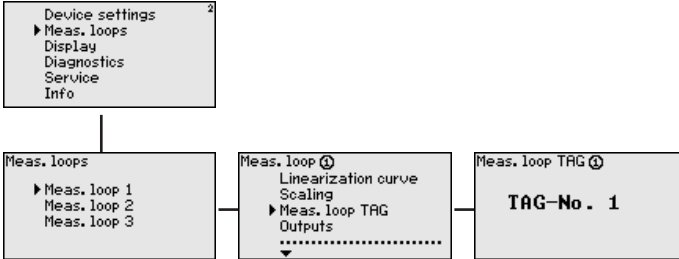 Device settings
2
Meas. loops
Display
Diagnostics
Service
Info
Meas. loops
Meas. loop 1
Meas. loop 2
Meas. loop 3
Meas. loop ①
Linearization curve
Scaling
Meas. loop TAG
Outputs
Meas. loop TAG ①
TAG-No. 1